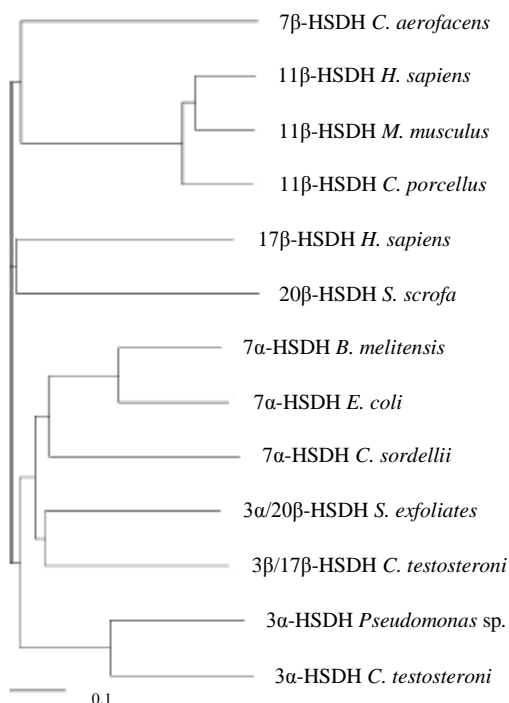 7β-HSDH C. aerofacens
11β-HSDH H. sapiens
11β-HSDH M. musculus
11β-HSDH C. porcellus
17β-HSDH H. sapiens
20β-HSDH S. scrofa
7α-HSDH B. melitensis
7α-HSDH E. coli
7α-HSDH C. sordellii
3α/20β-HSDH S. exfoliates
3β/17β-HSDH C. testosteroni
3α-HSDH Pseudomonas sp.
3α-HSDH C. testosteroni
0.1